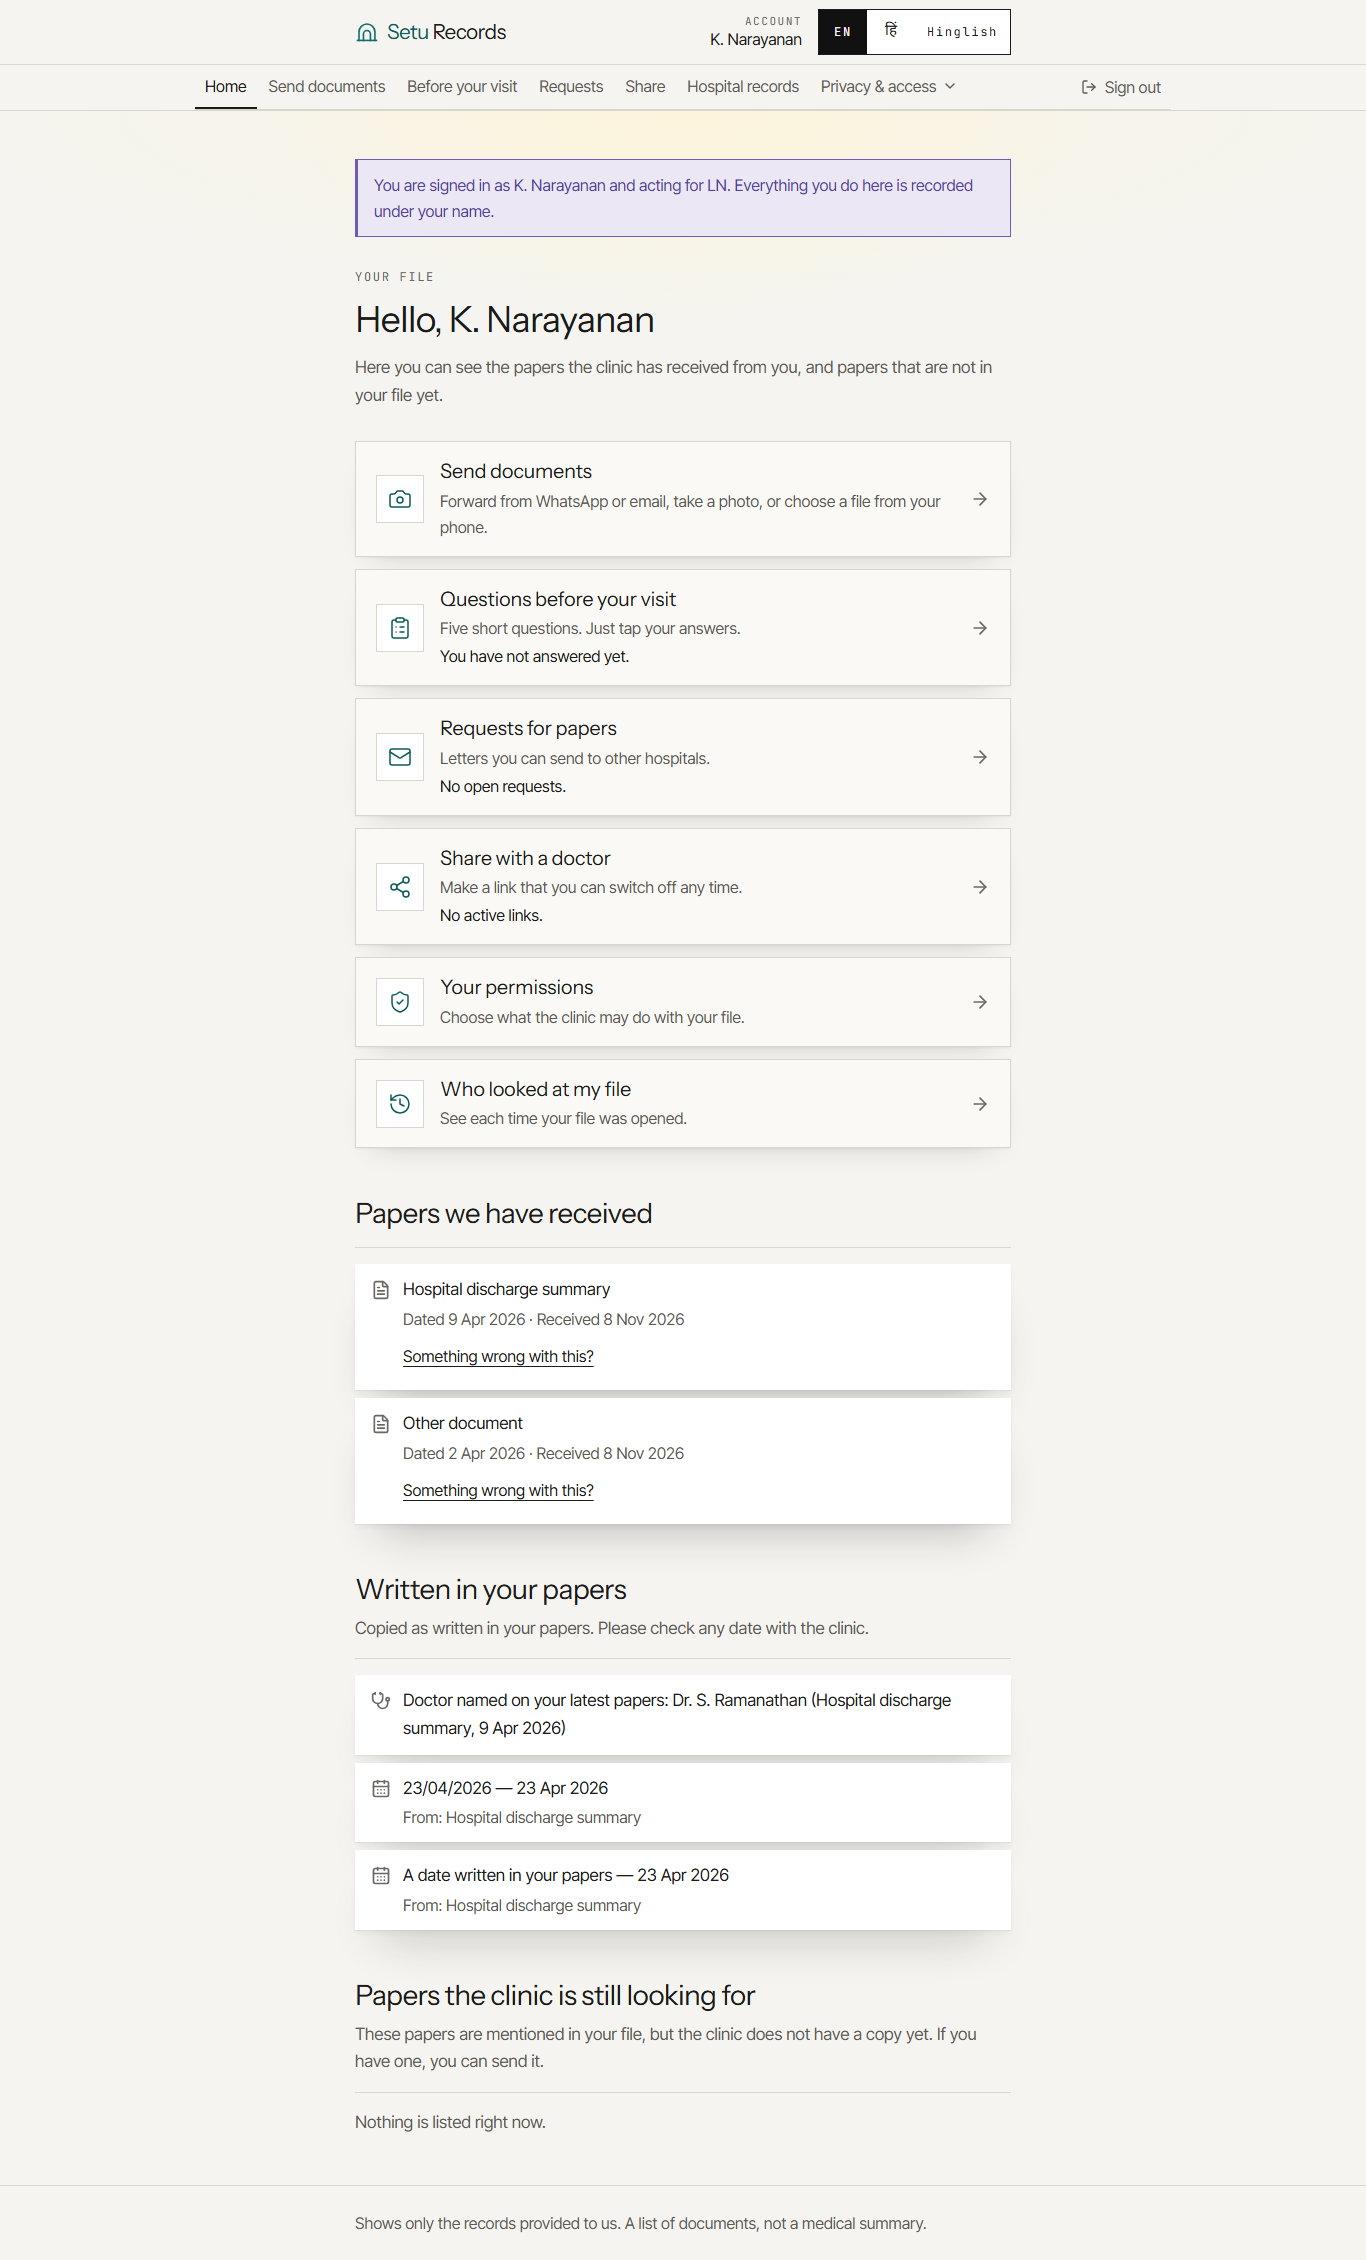 Setu Records
ACCOUNT
K. Narayanan
EN
हिं
Hinglish
Home
Send documents
Before your visit
Requests
Share
Hospital records
Privacy & access
Sign out
You are signed in as K. Narayanan and acting for LN. Everything you do here is recorded
under your name.
YOUR FILE
Hello, K. Narayanan
Here you can see the papers the clinic has received from you, and papers that are not in
your file yet.
Send documents
Forward from WhatsApp or email, take a photo, or choose a file from your
phone.
Questions before your visit
Five short questions. Just tap your answers.
You have not answered yet.
Requests for papers
Letters you can send to other hospitals.
No open requests.
Share with a doctor
Make a link that you can switch off any time.
No active links.
Your permissions
Choose what the clinic may do with your file.
Who looked at my file
See each time your file was opened.
Papers we have received
Hospital discharge summary
Dated 9 Apr 2026 · Received 8 Nov 2026
Something wrong with this?
Other document
Dated 2 Apr 2026 · Received 8 Nov 2026
Something wrong with this?
Written in your papers
Copied as written in your papers. Please check any date with the clinic.
Doctor named on your latest papers: Dr. S. Ramanathan (Hospital discharge
summary, 9 Apr 2026)
23/04/2026 — 23 Apr 2026
From: Hospital discharge summary
A date written in your papers — 23 Apr 2026
From: Hospital discharge summary
Papers the clinic is still looking for
These papers are mentioned in your file, but the clinic does not have a copy yet. If you
have one, you can send it.
Nothing is listed right now.
Shows only the records provided to us. A list of documents, not a medical summary.